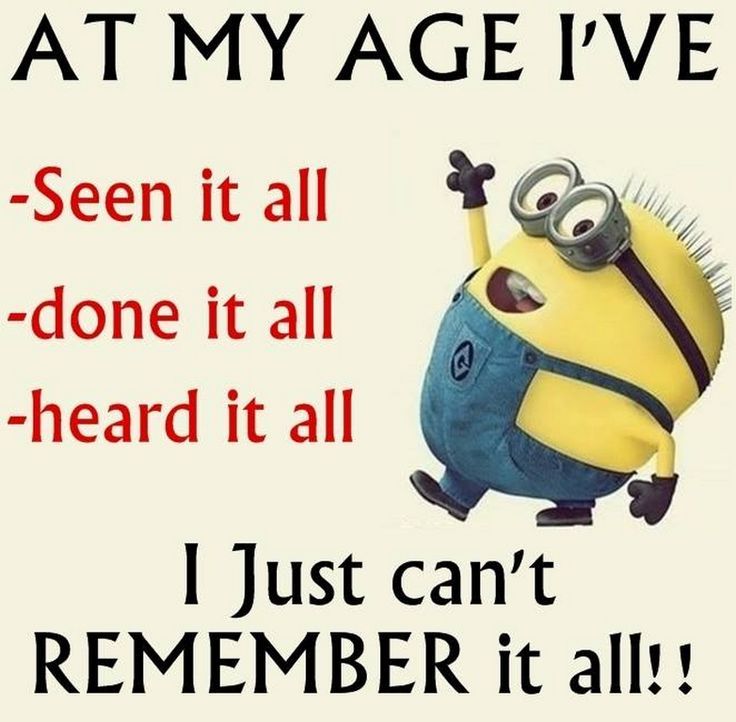 AT MY AGE I'VE
-Seen it all
-done it all
-heard it all
I Just can't
REMEMBER it all!!